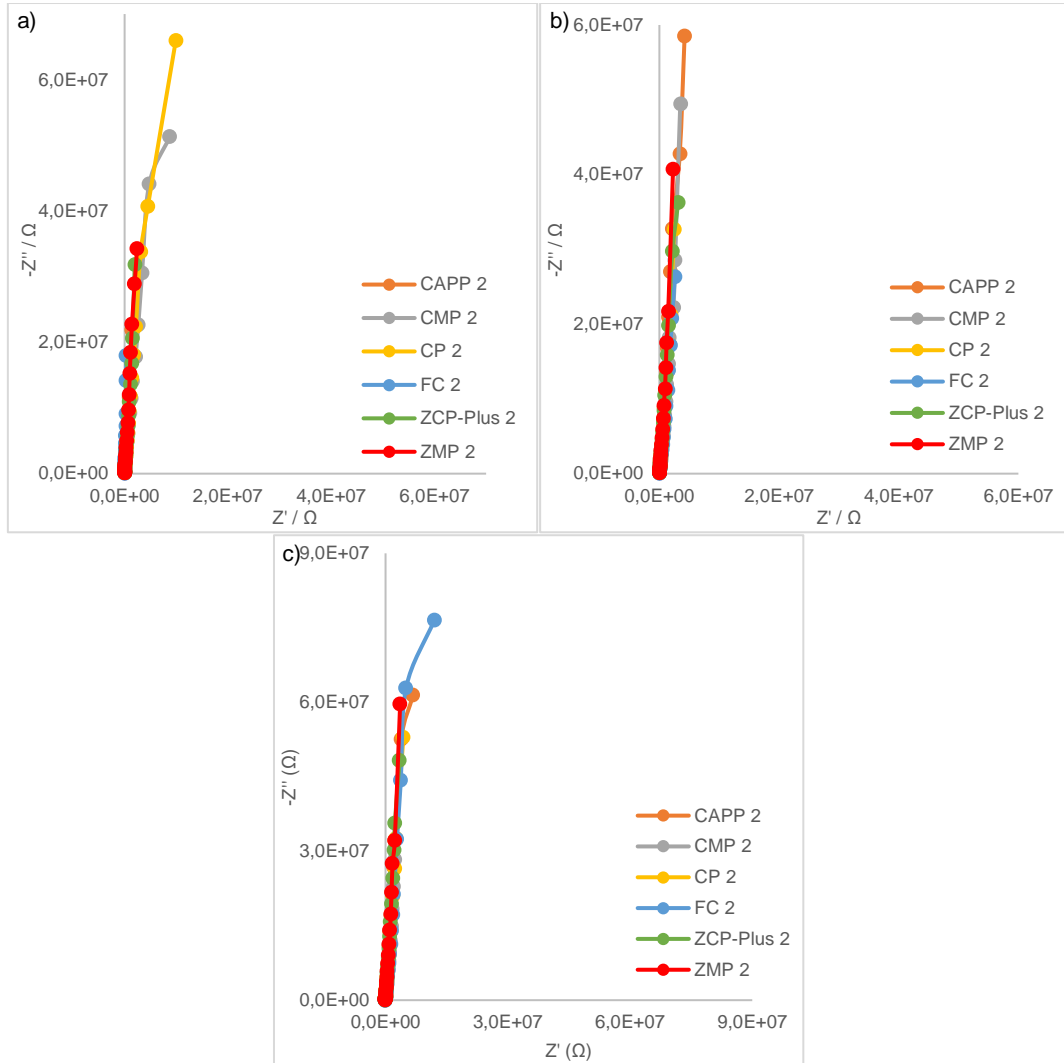 a)
6,0E+07
4,0E+07
2,0E+07
0,0E+00
-Z'' / Ω
0,0E+00 2,0E+07 4,0E+07 6,0E+07
Z' / Ω
CAPP 2
CMP 2
CP 2
FC 2
ZCP-Plus 2
ZMP 2
b)
6,0E+07
4,0E+07
2,0E+07
0,0E+00
-Z'' / Ω
0,0E+00 2,0E+07 4,0E+07 6,0E+07
Z' / Ω
CAPP 2
CMP 2
CP 2
FC 2
ZCP-Plus 2
ZMP 2
c)
9,0E+07
6,0E+07
3,0E+07
0,0E+00
-Z'' (Ω)
0,0E+00 3,0E+07 6,0E+07 9,0E+07
Z' (Ω)
CAPP 2
CMP 2
CP 2
FC 2
ZCP-Plus 2
ZMP 2